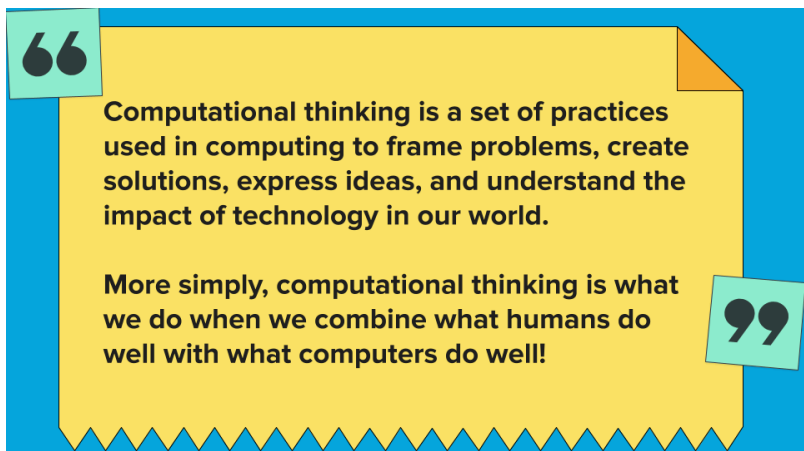 “
Computational thinking is a set of practices
used in computing to frame problems, create
solutions, express ideas, and understand the
impact of technology in our world.
More simply, computational thinking is what
we do when we combine what humans do
well with what computers do well!
”